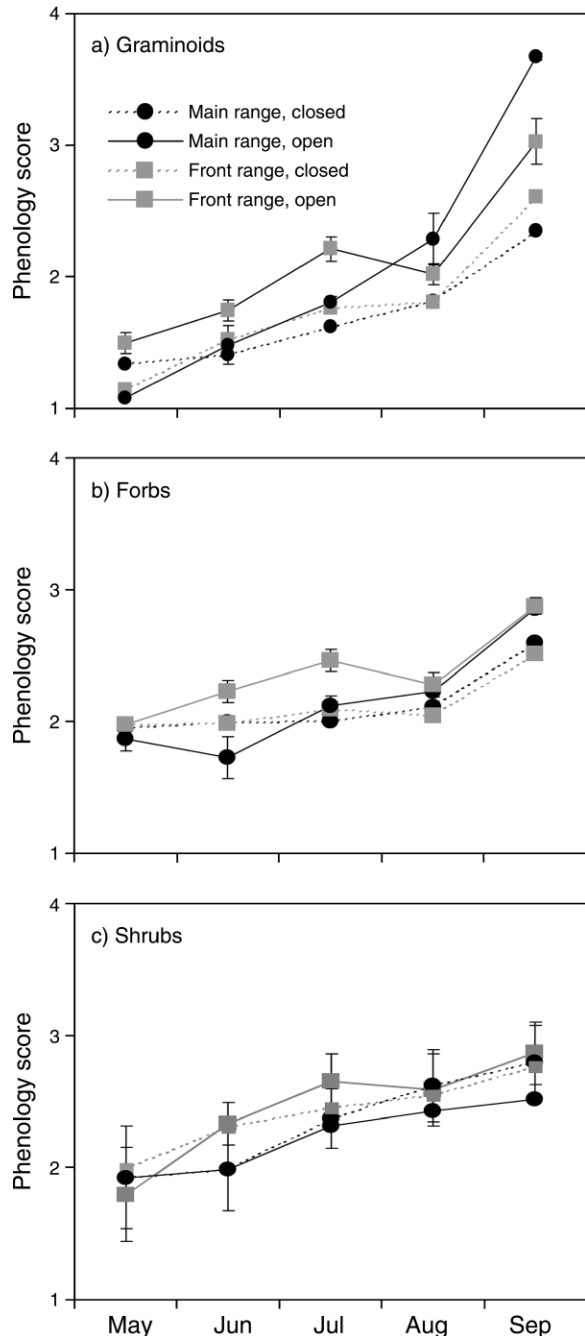 4
a) Graminoids
Main range, closed
Main range, open
Front range, closed
Front range, open
3
2
1
Phenology score
4
b) Forbs
3
2
1
Phenology score
4
c) Shrubs
3
2
1
Phenology score
May Jun Jul Aug Sep